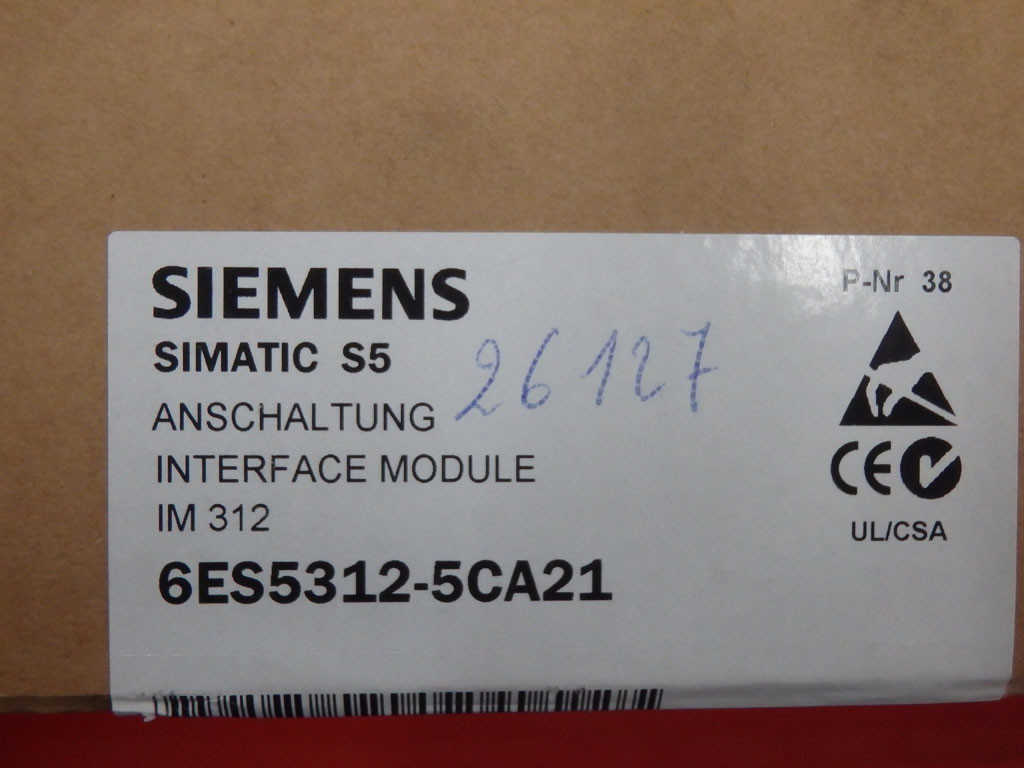 SIEMENS
P-Nr 38
SIMATIC S5
26127
ANSCHALTUNG
INTERFACE MODULE
IM 312
CE
UL/CSA
6ES5312-5CA21